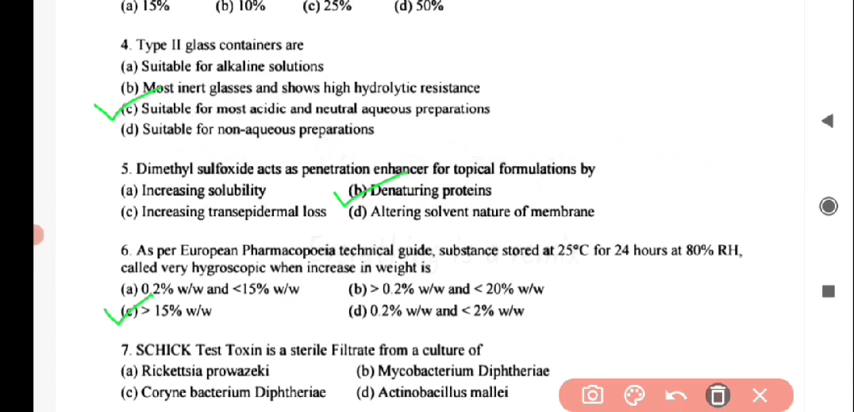 (a) 15% (b) 10% (c) 25% (d) 50%
4. Type II glass containers are
(a) Suitable for alkaline solutions
(b) Most inert glasses and shows high hydrolytic resistance
(c) Suitable for most acidic and neutral aqueous preparations
(d) Suitable for non-aqueous preparations
5. Dimethyl sulfoxide acts as penetration enhancer for topical formulations by
(a) Increasing solubility (b) Denaturing proteins
(c) Increasing transepidermal loss (d) Altering solvent nature of membrane
6. As per European Pharmacopoeia technical guide, substance stored at 25°C for 24 hours at 80% RH,
called very hygroscopic when increase in weight is
(a) 0.2% w/w and <15% w/w (b) > 0.2% w/w and < 20% w/w
(c) > 15% w/w (d) 0.2% w/w and < 2% w/w
7. SCHICK Test Toxin is a sterile Filtrate from a culture of
(a) Rickettsia prowazeki (b) Mycobacterium Diphtheriae
(c) Coryne bacterium Diphtheriae (d) Actinobacillus mallei